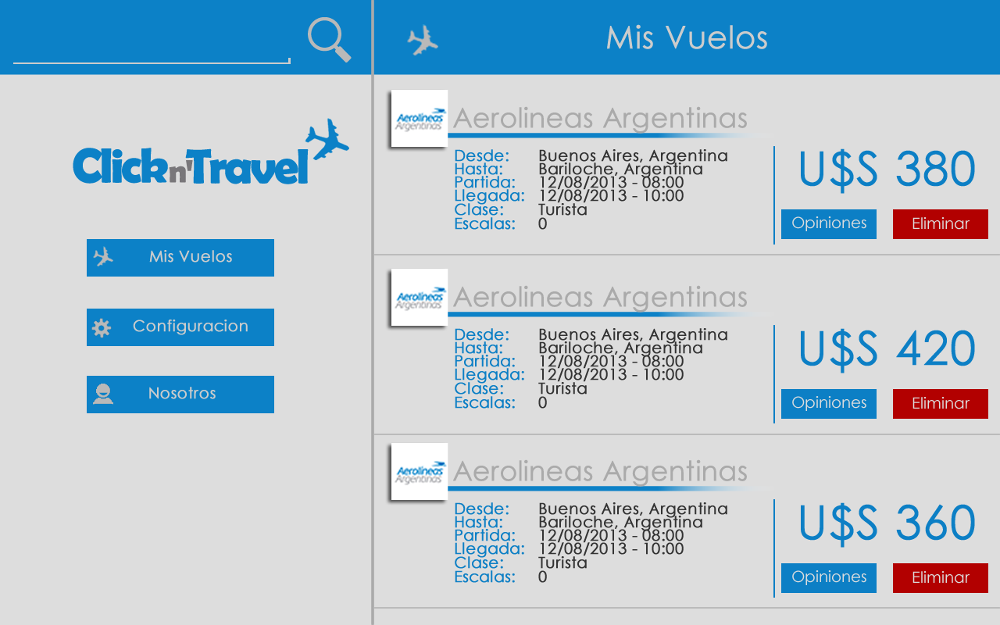 Mis Vuelos
Click n' Travel
Mis Vuelos
Configuracion
Nosotros
Aerolineas Argentinas
Aerolineas Argentinas
Desde: Buenos Aires, Argentina
Hasta: Bariloche, Argentina
Partida: 12/08/2013 - 08:00
Llegada: 12/08/2013 - 10:00
Clase: Turista
Escalas: 0
U$S 380
Opiniones Eliminar
Aerolineas Argentinas
Aerolineas Argentinas
Desde: Buenos Aires, Argentina
Hasta: Bariloche, Argentina
Partida: 12/08/2013 - 08:00
Llegada: 12/08/2013 - 10:00
Clase: Turista
Escalas: 0
U$S 420
Opiniones Eliminar
Aerolineas Argentinas
Aerolineas Argentinas
Desde: Buenos Aires, Argentina
Hasta: Bariloche, Argentina
Partida: 12/08/2013 - 08:00
Llegada: 12/08/2013 - 10:00
Clase: Turista
Escalas: 0
U$S 360
Opiniones Eliminar